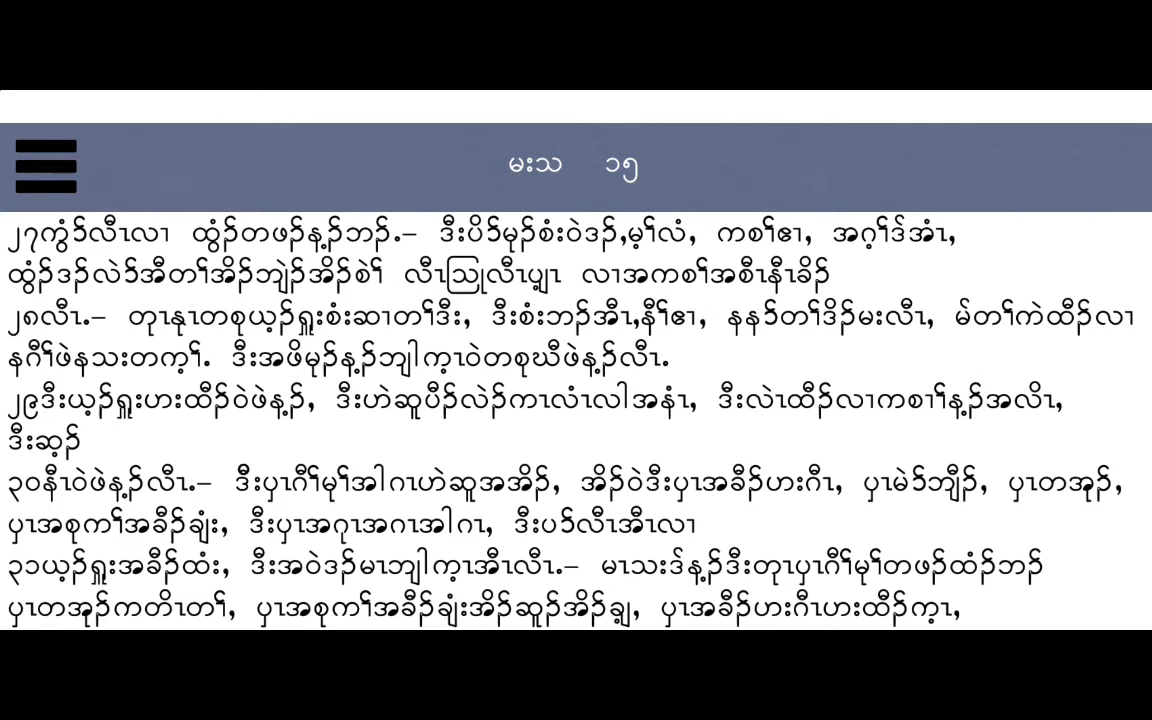 မးသ ၁၅
၂၇ကွံၥ်လီၤလၢ ထွံၣ်တဖၣ်န့ၣ်ဘၣ်.– ဒီးပိၥ်မုၣ်စံးဝဲဒၣ်,မ့ၢ်လံ, ကစၢ်ဧၢ, အဂ့ၢ်ဒ်အံၤ,
ထွံၣ်ဒၣ်လဲၥ်အီတၢ်အိၣ်ဘျဲၣ်အိၣ်စဲၢ် လီၤဩုလီၤပျ့ၤ လၢအကစၢ်အစီၤနီၤခိၣ်
၂၈လီၤ.– တုၤနုၤတစုယ့ၣ်ရှူးစံးဆၢတၢ်ဒီး, ဒီးစံးဘၣ်အီၤ,နီၢ်ဧၢ, နနၥ်တၢ်ဒိၣ်မးလီၤ, မ်တၢ်ကဲထီၣ်လၢ
နဂီၢ်ဖဲနသးတက့ၢ်. ဒီးအဖိမုၣ်န့ၣ်ဘျါက့ၤဝဲတစုဃီဖဲန့ၣ်လီၤ.
၂၉ဒီးယ့ၣ်ရှူးဟးထီၣ်ဝဲဖဲန့ၣ်, ဒီးဟဲဆူပီၣ်လဲၣ်ကၤလံၤလါအနံၤ, ဒီးလဲၤထီၣ်လၢကစၢၢ်န့ၣ်အလိၤ,
ဒီးဆ့ၣ်
၃၀နီၤဝဲဖဲန့ၣ်လီၤ.– ဒီးပှၤဂီၢ်မုၢ်အါဂၤဟဲဆူအအိၣ်, အိၣ်ဝဲဒီးပှၤအခီၣ်ဟးဂီၤ, ပှၤမဲၥ်ဘျီၣ်, ပှၤတအုၣ်,
ပှၤအစုကၢ်အခီၣ်ချံး, ဒီးပှၤအဂုၤအဂၤအါဂၤ, ဒီးပၥ်လီၤအီၤလၢ
၃၁ယ့ၣ်ရှူးအခီၣ်ထံး, ဒီးအဝဲဒၣ်မၤဘျါက့ၤအီၤလီၤ.– မၤသးဒ်န့ၣ်ဒီးတုၤပှၤဂီၢ်မုၢ်တဖၣ်ထံၣ်ဘၣ်
ပှၤတအုၣ်ကတိၤတၢ်, ပှၤအစုကၢ်အခီၣ်ချံးအိၣ်ဆူၣ်အိၣ်ချ့, ပှၤအခီၣ်ဟးဂီၤဟးထီၣ်က့ၤ,